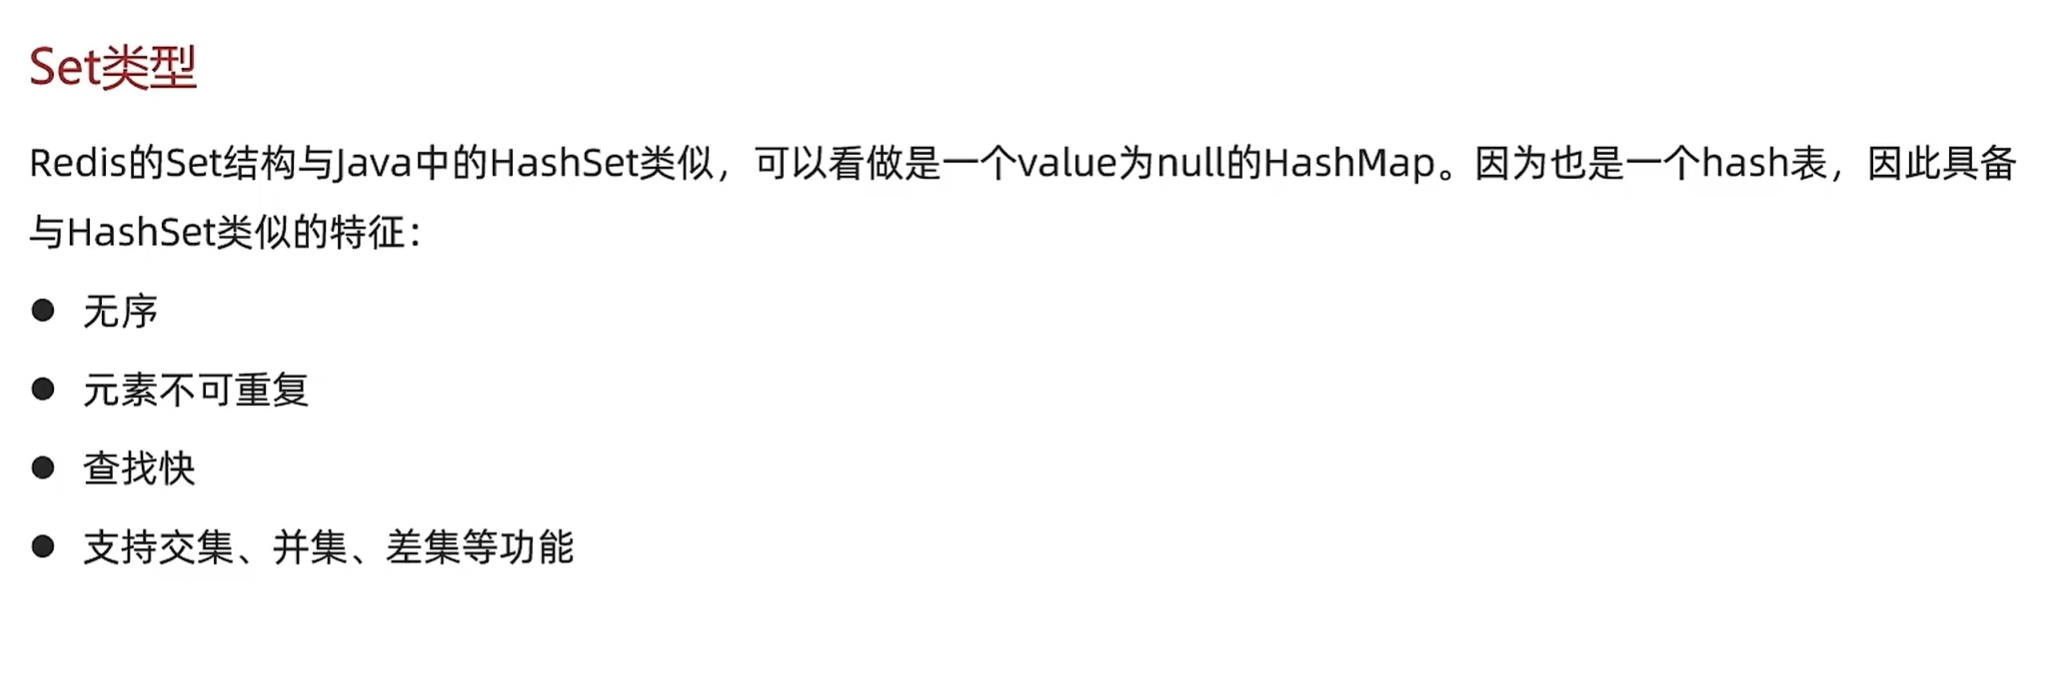 Set类型
Redis的Set结构与Java中的HashSet类似，可以看做是一个value为null的HashMap。因为也是一个hash表，因此具备
与HashSet类似的特征：
● 无序
● 元素不可重复
● 查找快
● 支持交集、并集、差集等功能